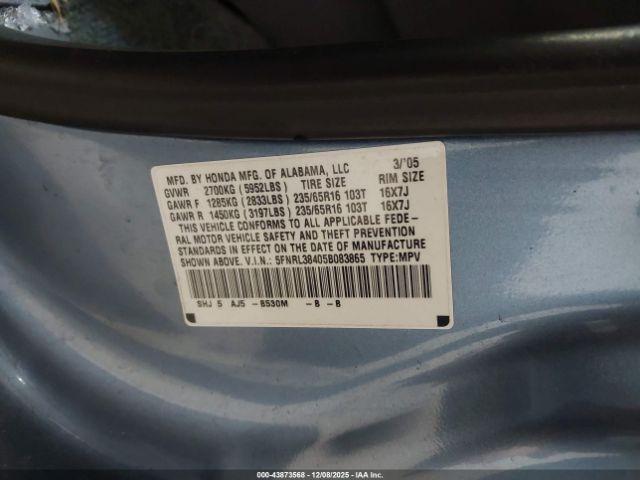 MFD. BY HONDA MFG. OF ALABAMA, LLC 3/'05
GVWR 2700KG (5952LBS) TIRE SIZE RIM SIZE
GAWR F 1285KG (2833LBS) 235/65R16 103T 16X7J
GAWR R 1450KG (3197LBS) 235/65R16 103T 16X7J
THIS VEHICLE CONFORMS TO ALL APPLICABLE FEDE-
RAL MOTOR VEHICLE SAFETY AND THEFT PREVENTION
STANDARDS IN EFFECT ON THE DATE OF MANUFACTURE
SHOWN ABOVE. V.I.N.: 5FNRL38405B083865 TYPE:MPV
SHJ 5 AJ5 -B530M -B -B
00-43873568 - 12/08/2025 - IAA Inc.